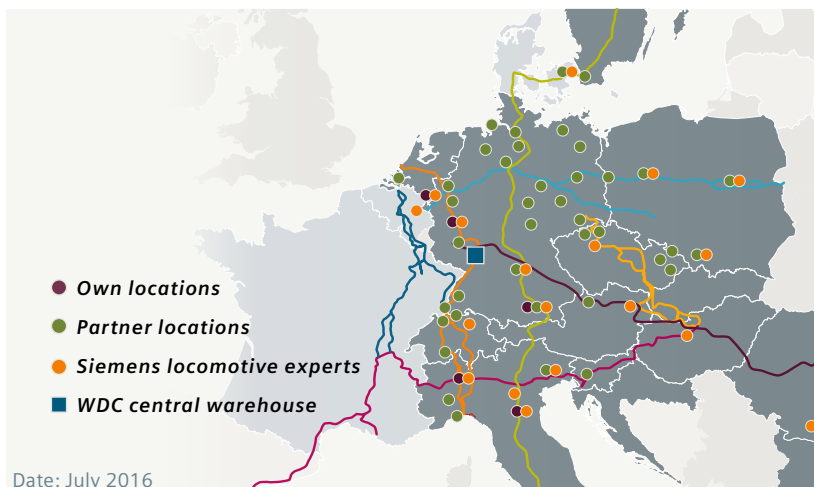 Own locations
Partner locations
Siemens locomotive experts
WDC central warehouse
Date: July 2016